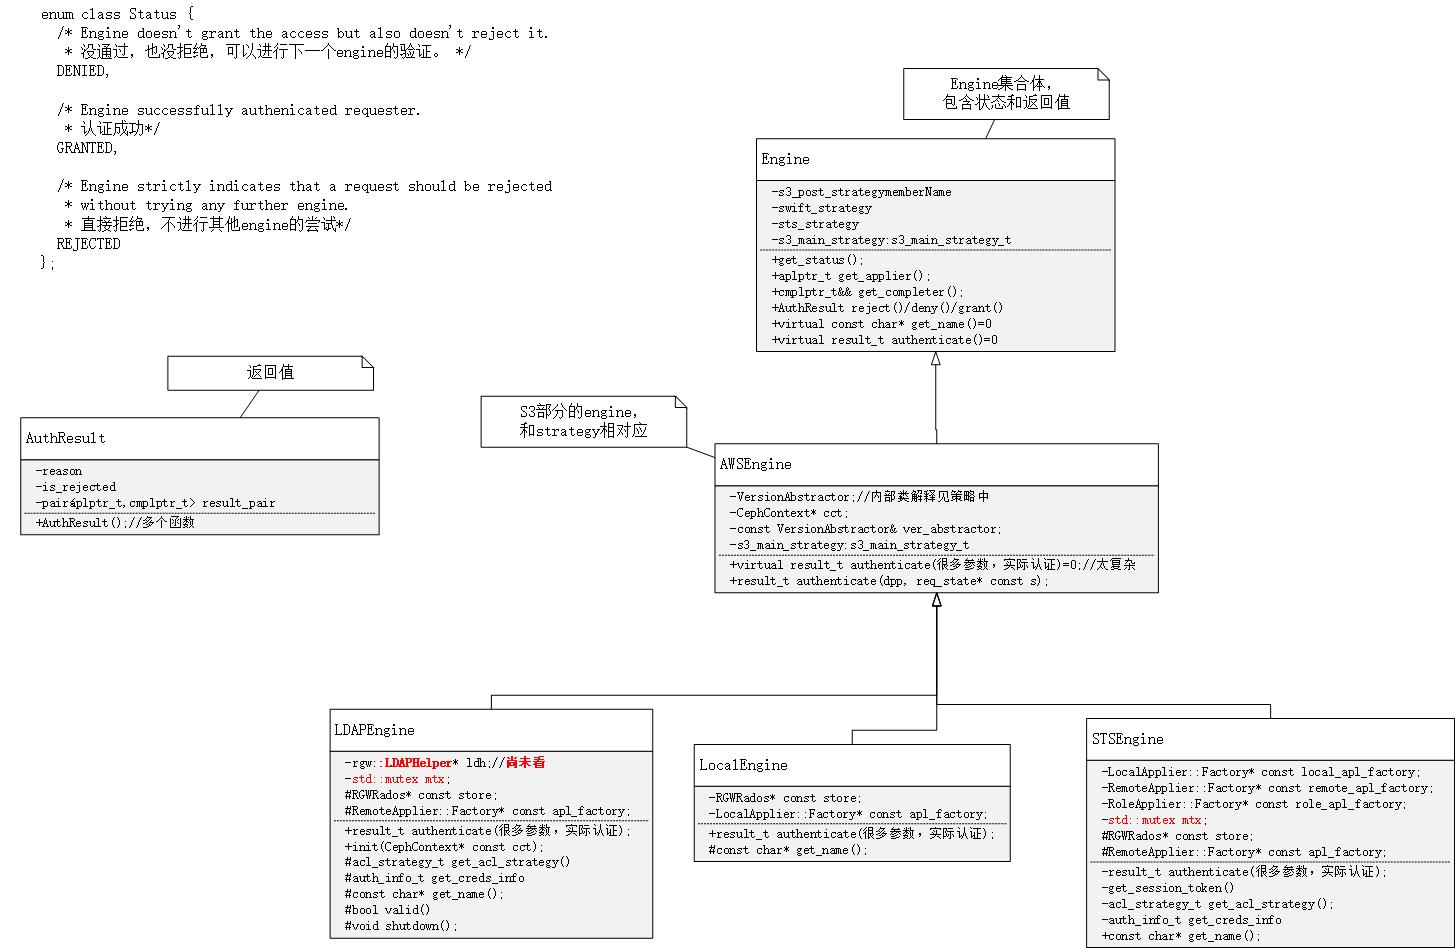 enum class Status {
/* Engine doesn't grant the access but also doesn't reject it.
* 没通过，也没拒绝，可以进行下一个engine的验证。 */
DENIED,
/* Engine successfully authenicated requester.
* 认证成功*/
GRANTED,
/* Engine strictly indicates that a request should be rejected
* without trying any further engine.
* 直接拒绝，不进行其他engine的尝试*/
REJECTED
};
Engine集合体，
包含状态和返回值
Engine
-s3_post_strategymemberName
-swift_strategy
-sts_strategy
-s3_main_strategy:s3_main_strategy_t
+get_status();
+aplptr_t get_applier();
+cmplptr_t&& get_completer();
+AuthResult reject()/deny()/grant()
+virtual const char* get_name()=0
+virtual result_t authenticate()=0
返回值
AuthResult
-reason
-is_rejected
-pair<aplptr_t,cmplptr_t> result_pair
+AuthResult();//多个函数
S3部分的engine，
和strategy相对应
AWSEngine
-VersionAbstractor;//内部类解释见策略中
-CephContext* cct;
-const VersionAbstractor& ver_abstractor;
-s3_main_strategy:s3_main_strategy_t
+virtual result_t authenticate(很多参数，实际认证)=0;//太复杂
+result_t authenticate(dpp, req_state* const s);
LDAPEngine
-rgw::LDAPHelper* ldh;//尚未看
-std::mutex mtx;
#RGWRados* const store;
#RemoteApplier::Factory* const apl_factory;
+result_t authenticate(很多参数，实际认证);
+init(CephContext* const cct);
#acl_strategy_t get_acl_strategy()
#auth_info_t get_creds_info
#const char* get_name();
#bool valid()
#void shutdown();
LocalEngine
-RGWRados* const store;
-LocalApplier::Factory* const apl_factory;
+result_t authenticate(很多参数，实际认证);
#const char* get_name();
STSEngine
-LocalApplier::Factory* const local_apl_factory;
-RemoteApplier::Factory* const remote_apl_factory;
-RoleApplier::Factory* const role_apl_factory;
-std::mutex mtx;
#RGWRados* const store;
#RemoteApplier::Factory* const apl_factory;
-result_t authenticate(很多参数，实际认证);
-get_session_token()
-acl_strategy_t get_acl_strategy();
-auth_info_t get_creds_info
+const char* get_name();